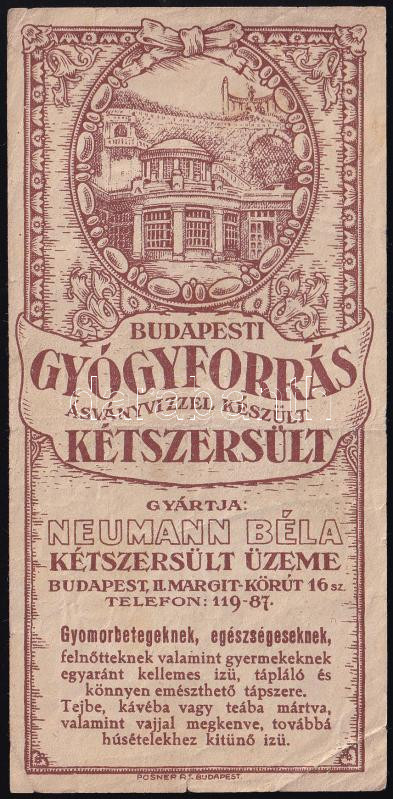 BUDAPESTI
GYÓGYFORRÁS
ÁSVÁNYVÍZZEL KÉSZÜLT
KÉTSZERSÜLT
GYÁRTJA:
NEUMANN BÉLA
KÉTSZERSÜLT ÜZEME
BUDAPEST, II. MARGIT-KÖRÚT 16 SZ.
TELEFON: 119-87.
Gyomorbetegeknek, egészségeseknek,
felnőtteknek valamint gyermekeknek
egyaránt kellemes izü, tápláló és
könnyen emészthető tápszere.
Tejbe, kávéba vagy teába mártva,
valamint vajjal megkenve, továbbá
húsételekhez kitünő izü.
POSNER RT. BUDAPEST.